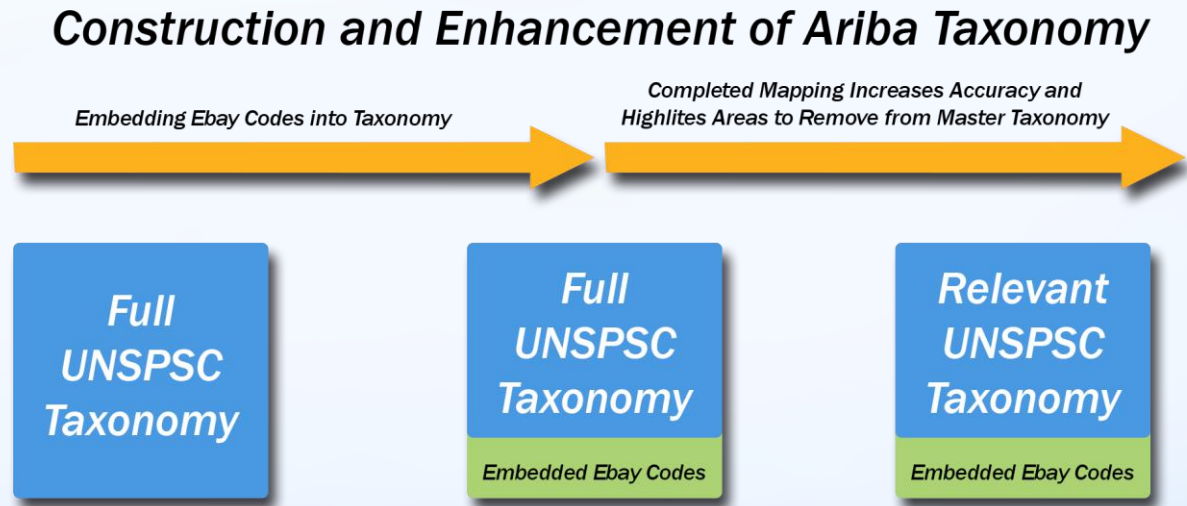 Construction and Enhancement of Ariba Taxonomy
Embedding Ebay Codes into Taxonomy
Completed Mapping Increases Accuracy and
Highlites Areas to Remove from Master Taxonomy
Full
UNSPSC
Taxonomy
Full
UNSPSC
Taxonomy
Embedded Ebay Codes
Relevant
UNSPSC
Taxonomy
Embedded Ebay Codes